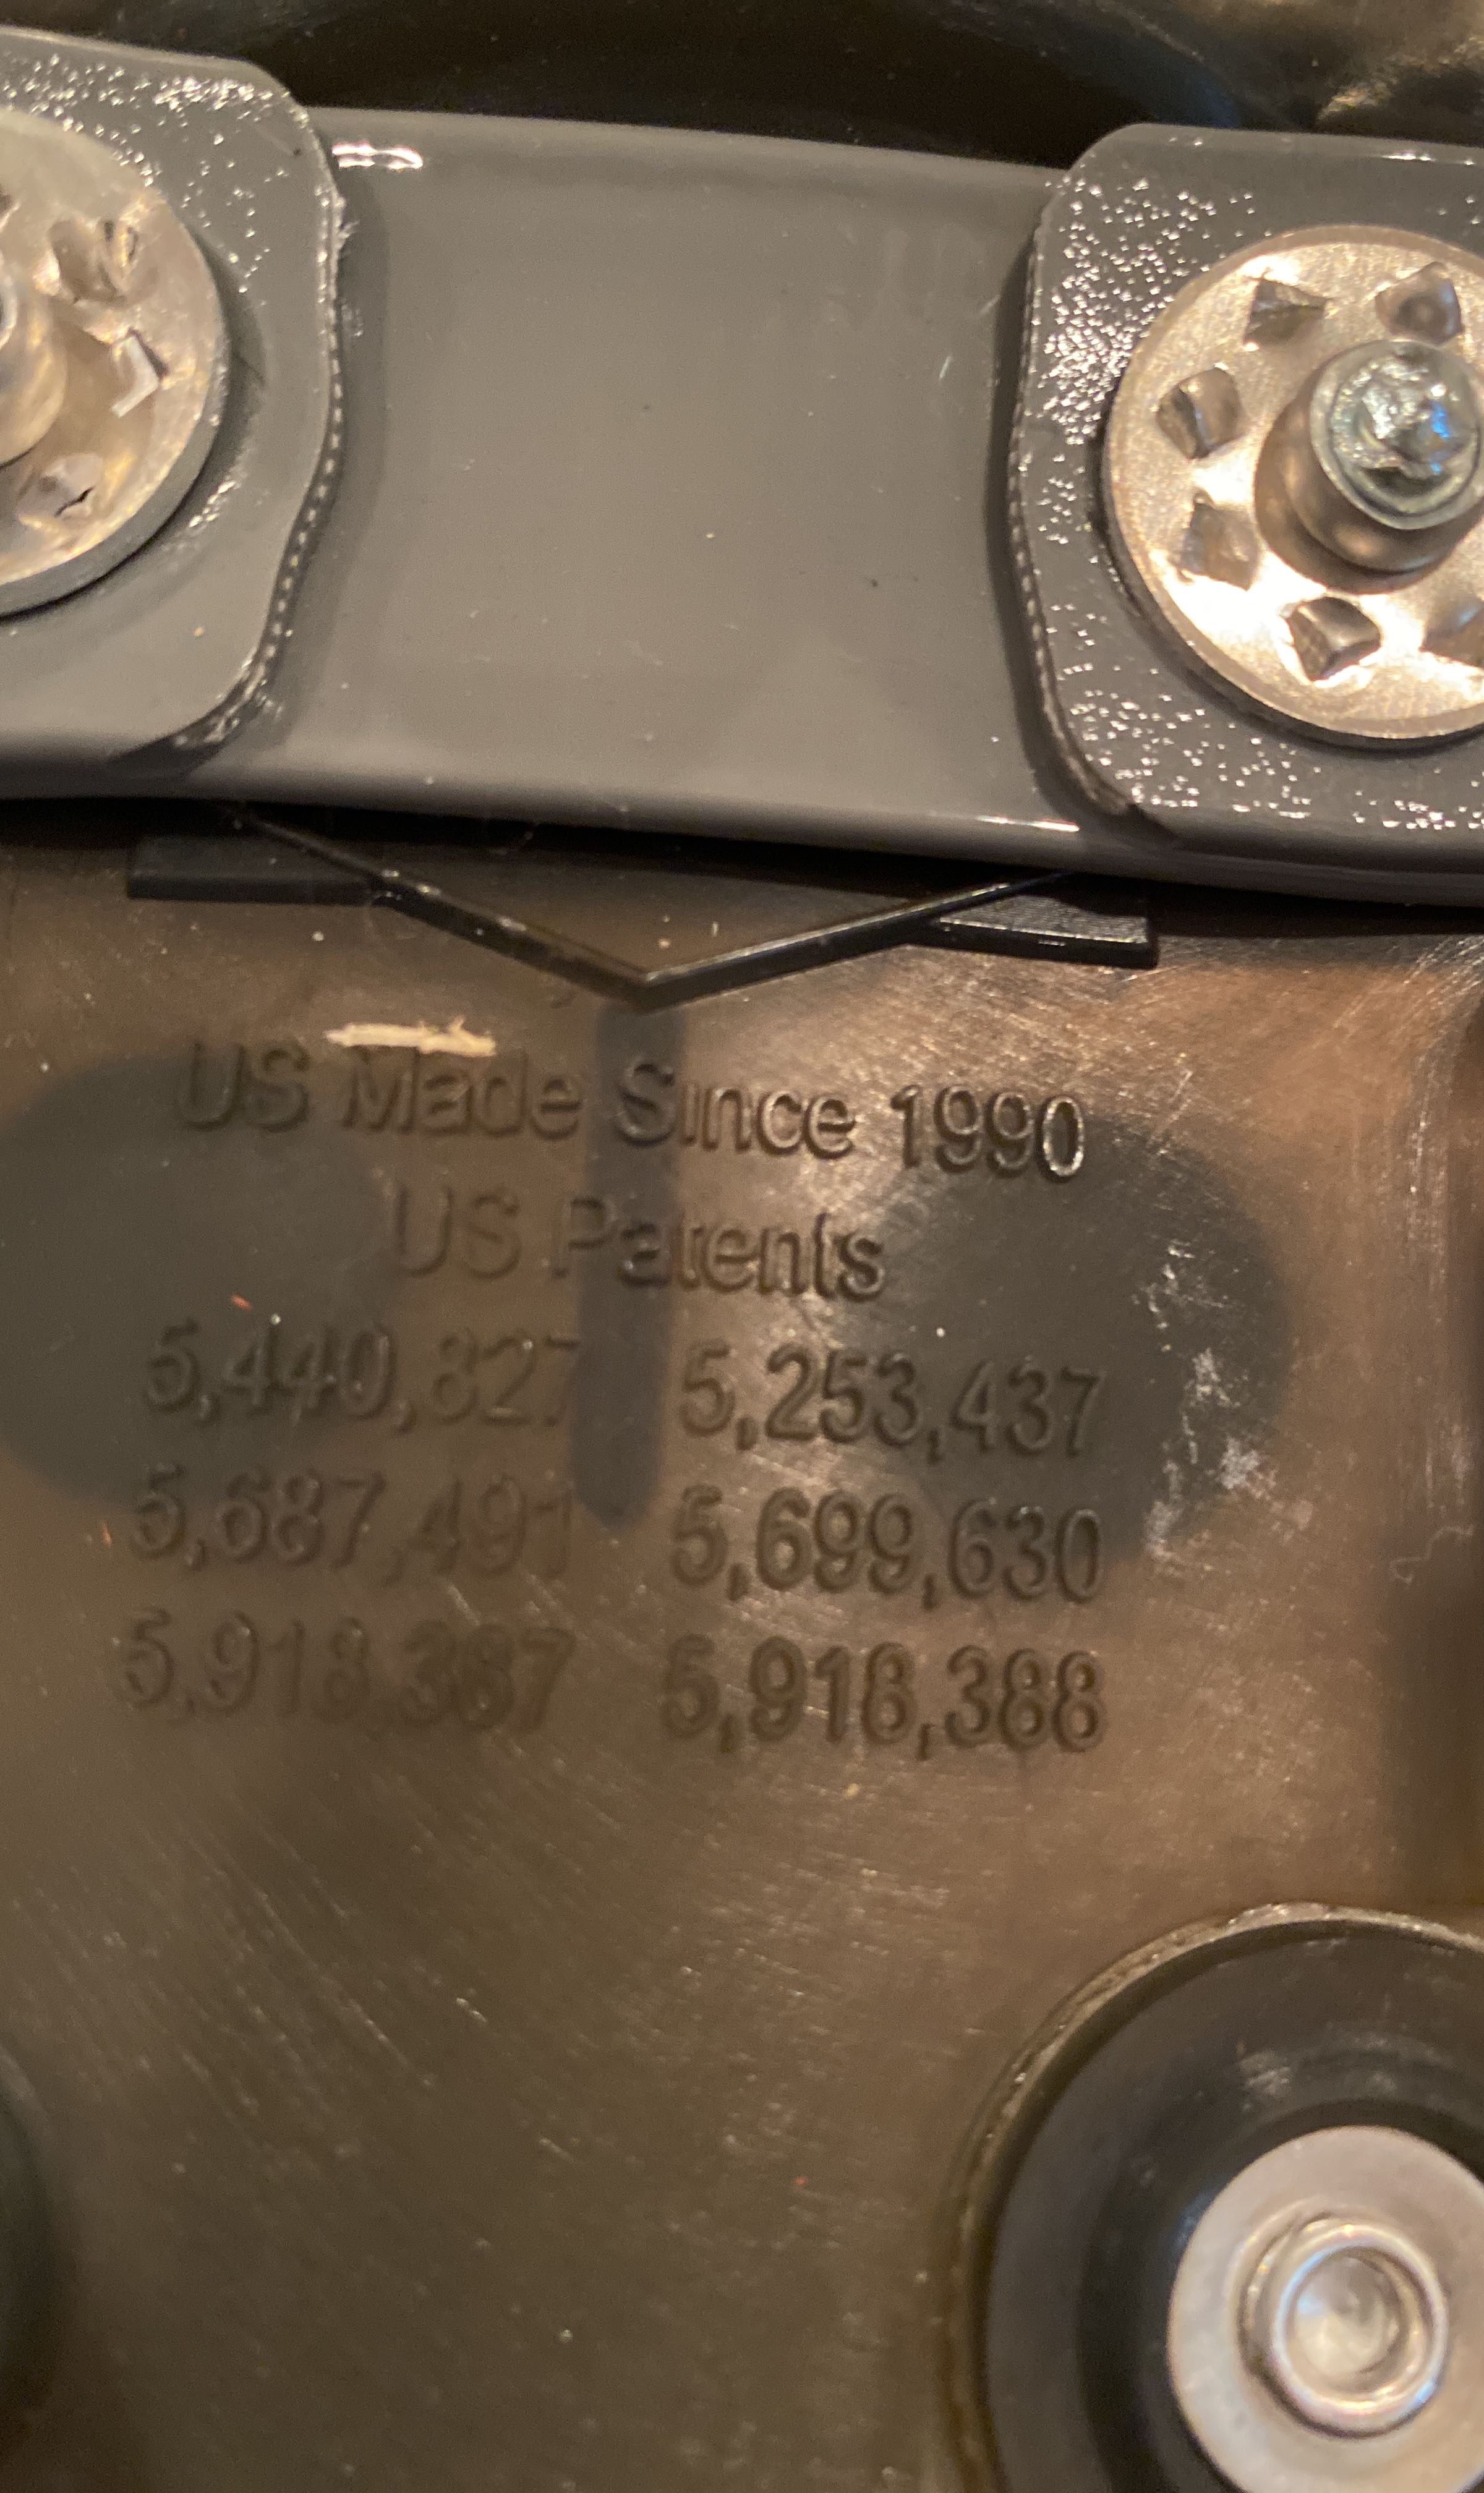 US Made Since 1990
US Patents
5,440,827 5,253,437
5,687,491 5,699,630
5,918,387 5,918,388